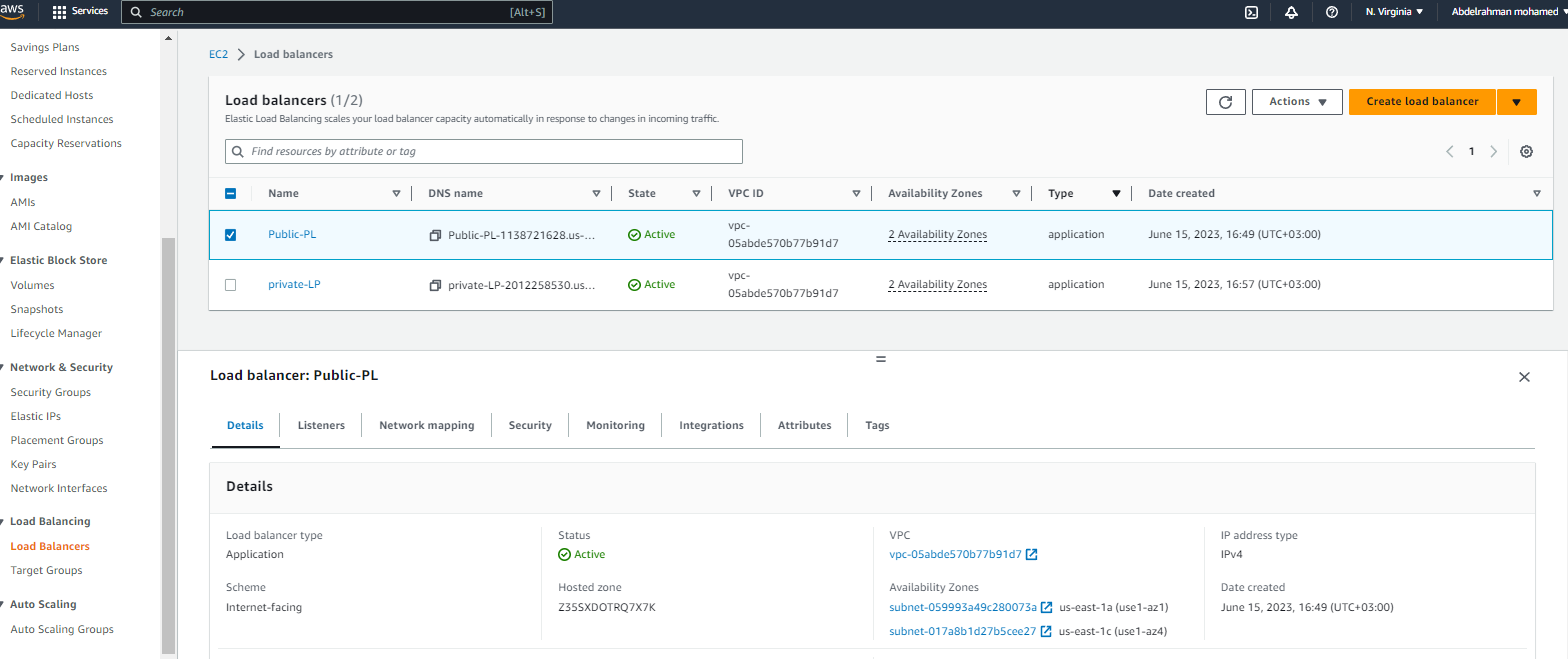 aws
Services
Search
[Alt+S]
N. Virginia
Abdelrahman mohamed
Savings Plans
Reserved Instances
Dedicated Hosts
Scheduled Instances
Capacity Reservations
Images
AMIs
AMI Catalog
Elastic Block Store
Volumes
Snapshots
Lifecycle Manager
Network & Security
Security Groups
Elastic IPs
Placement Groups
Key Pairs
Network Interfaces
Load Balancing
Load Balancers
Target Groups
Auto Scaling
Auto Scaling Groups
EC2 > Load balancers
Load balancers (1/2)
Elastic Load Balancing scales your load balancer capacity automatically in response to changes in incoming traffic.
Actions
Create load balancer
Find resources by attribute or tag
1
Name DNS name State VPC ID Availability Zones Type Date created
Public-PL Public-PL-1138721628.us-... Active vpc-05abde570b77b91d7 2 Availability Zones application June 15, 2023, 16:49 (UTC+03:00)
private-LP private-LP-2012258530.us... Active vpc-05abde570b77b91d7 2 Availability Zones application June 15, 2023, 16:57 (UTC+03:00)
Load balancer: Public-PL
Details Listeners Network mapping Security Monitoring Integrations Attributes Tags
Details
Load balancer type
Application
Status
Active
VPC
vpc-05abde570b77b91d7
IP address type
IPv4
Scheme
Internet-facing
Hosted zone
Z35SXDOTRQ7X7K
Availability Zones
subnet-059993a49c280073a us-east-1a (use1-az1)
subnet-017a8b1d27b5cee27 us-east-1c (use1-az4)
Date created
June 15, 2023, 16:49 (UTC+03:00)